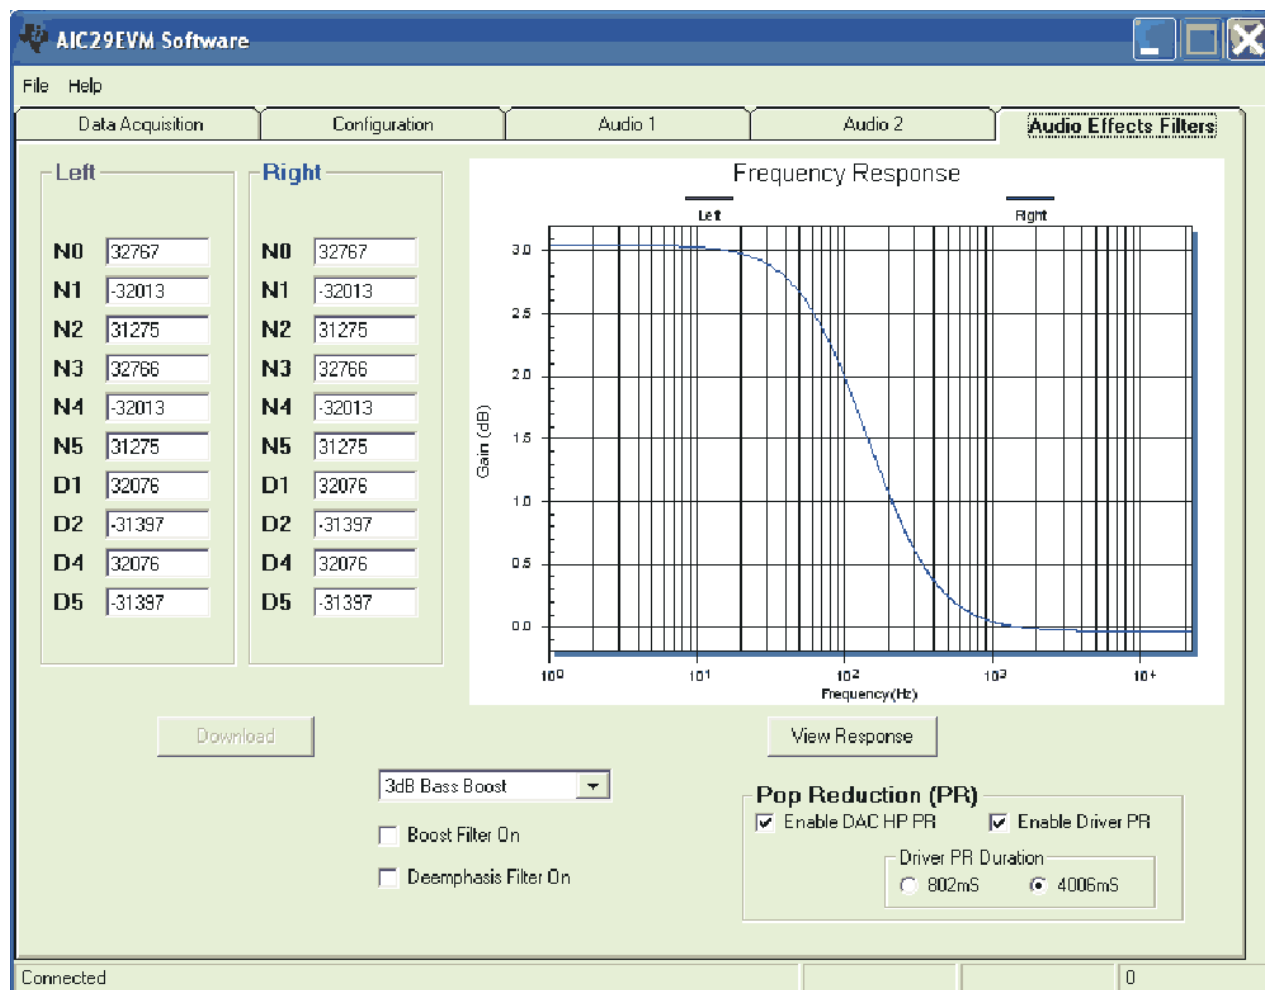 AIC29EVM Software
File Help
Data Acquisition Configuration Audio 1 Audio 2 Audio Effects Filters
Left Right
N0 32767 N0 32767
N1 -32013 N1 -32013
N2 31275 N2 31275
N3 32766 N3 32766
N4 -32013 N4 -32013
N5 31275 N5 31275
D1 32076 D1 32076
D2 -31397 D2 -31397
D4 32076 D4 32076
D5 -31397 D5 -31397
Frequency Response
Left Right
3.0
2.5
2.0
1.5
1.0
0.5
0.0
Gain (dB)
10⁰ 10¹ 10² 10³ 10⁴
Frequency(Hz)
Download View Response
3dB Bass Boost
Boost Filter On
Deemphasis Filter On
Pop Reduction (PR)
Enable DAC HP PR Enable Driver PR
Driver PR Duration
802mS 4006mS
Connected 0